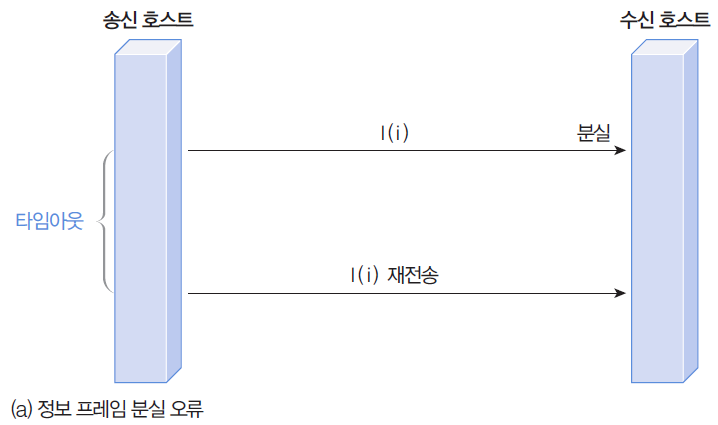 송신 호스트
수신 호스트
I(i)
분실
타임아웃
I(i) 재전송
(a) 정보 프레임 분실 오류